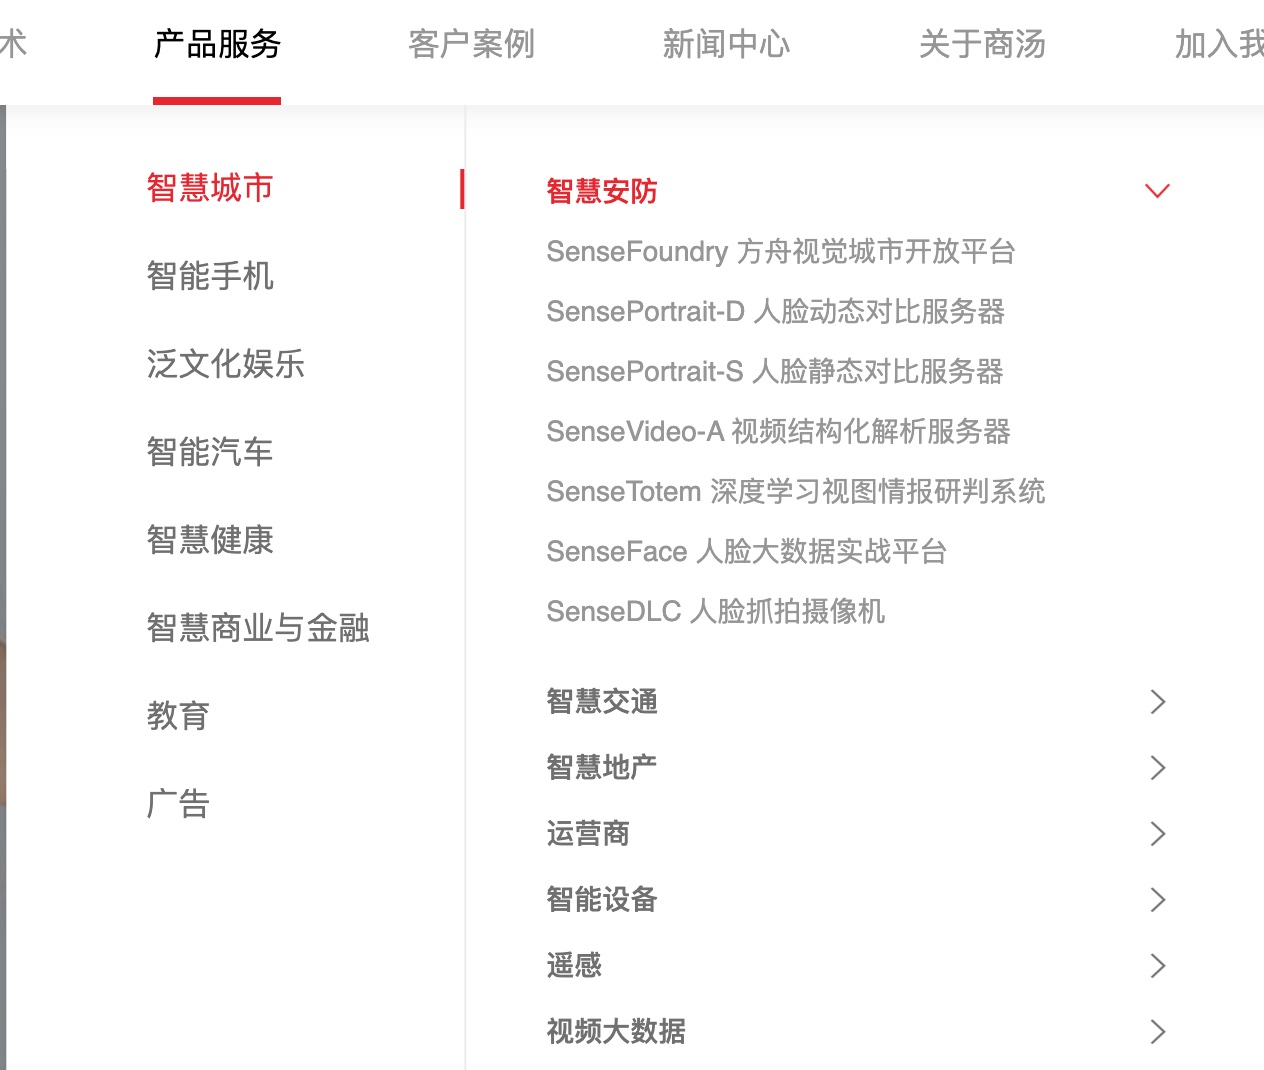 术 产品服务 客户案例 新闻中心 关于商汤 加入我
智慧城市
智能手机
泛文化娱乐
智能汽车
智慧健康
智慧商业与金融
教育
广告
智慧安防
SenseFoundry 方舟视觉城市开放平台
SensePortrait-D 人脸动态对比服务器
SensePortrait-S 人脸静态对比服务器
SenseVideo-A 视频结构化解析服务器
SenseTotem 深度学习视图情报研判系统
SenseFace 人脸大数据实战平台
SenseDLC 人脸抓拍摄像机
智慧交通
智慧地产
运营商
智能设备
遥感
视频大数据